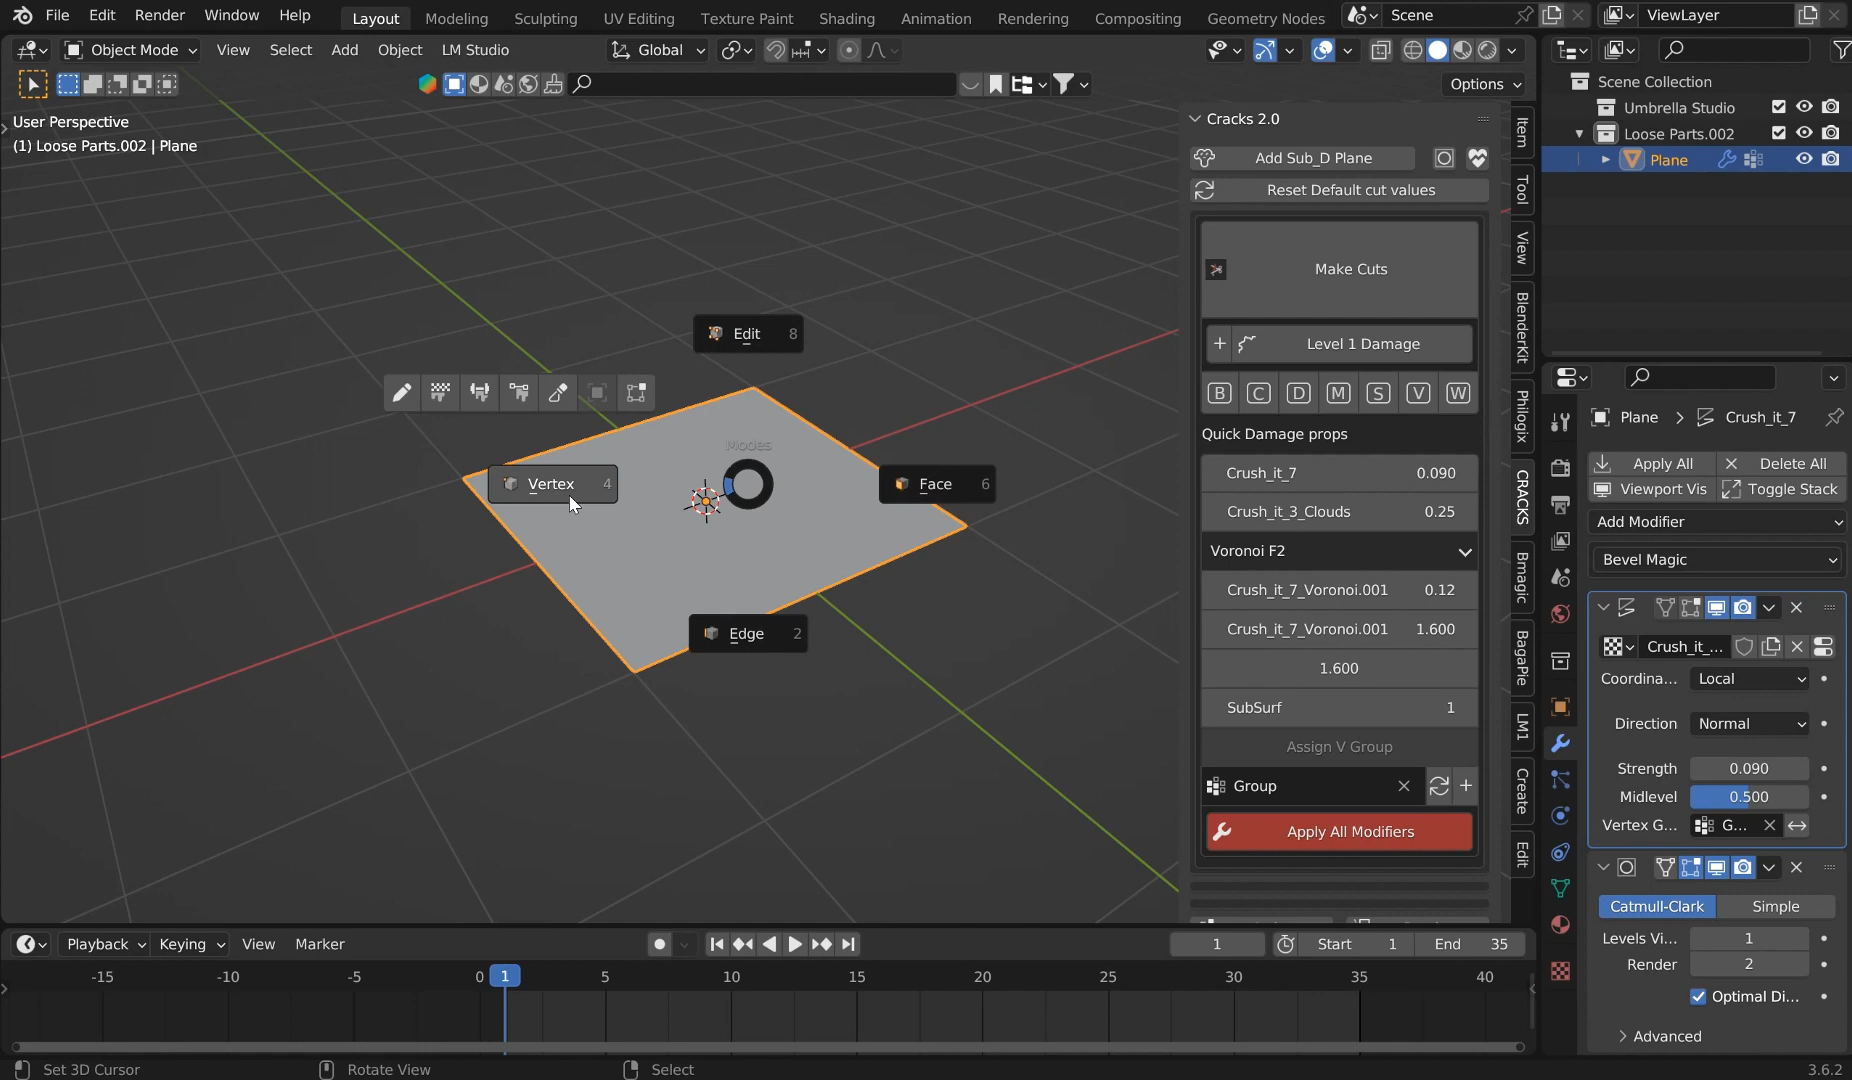 File Edit Render Window Help Layout Modeling Sculpting UV Editing Texture Paint Shading Animation Rendering Compositing Geometry Nodes Scene ViewLayer
Object Mode View Select Add Object LM Studio Global
Options
User Perspective
(1) Loose Parts.002 | Plane
Edit 8
Modes
Vertex 4
Face 6
Edge 2
Cracks 2.0
Add Sub_D Plane
Reset Default cut values
Make Cuts
Level 1 Damage
B C D M S V W
Quick Damage props
Crush_it_7 0.090
Crush_it_3_Clouds 0.25
Voronoi F2
Crush_it_7_Voronoi.001 0.12
Crush_it_7_Voronoi.001 1.600
1.600
SubSurf 1
Assign V Group
Group
Apply All Modifiers
Item
Tool
View
BlenderKit
Philogix
CRACKS
Bmagic
BagaPie
LM1
Create
Edit
Scene Collection
Umbrella Studio
Loose Parts.002
Plane
Plane Crush_it_7
Apply All Delete All
Viewport Vis Toggle Stack
Add Modifier
Bevel Magic
Crush_it_...
Coordina... Local
Direction Normal
Strength 0.090
Midlevel 0.500
Vertex G... G...
Catmull-Clark Simple
Levels Vi... 1
Render 2
Optimal Di...
Advanced
Playback Keying View Marker 1 Start 1 End 35
-15 -10 -5 0 1 5 10 15 20 25 30 35 40
Set 3D Cursor Rotate View Select 3.6.2